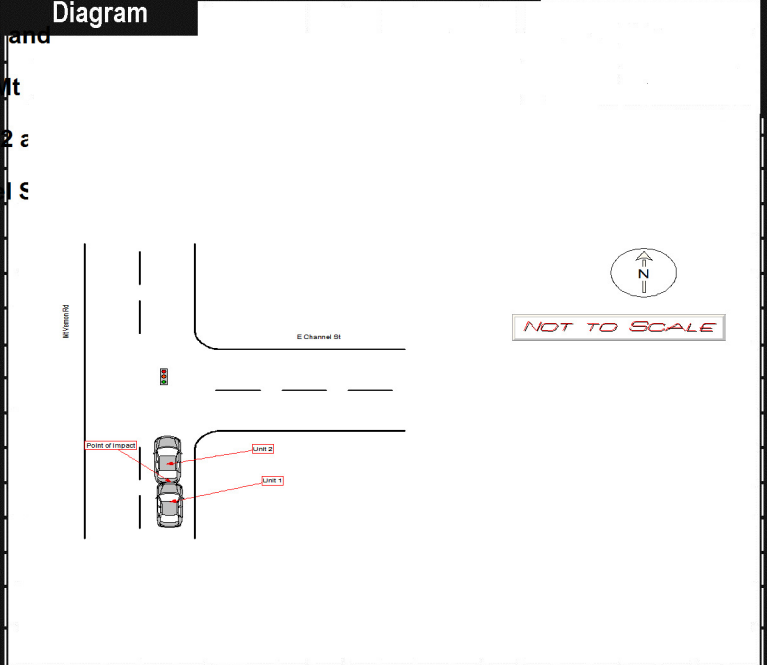 Diagram
and
Mt
2 a
el S
Mt Vernon Rd
N
NOT TO SCALE
E Channel St
Point of Impact
Unit 2
Unit 1